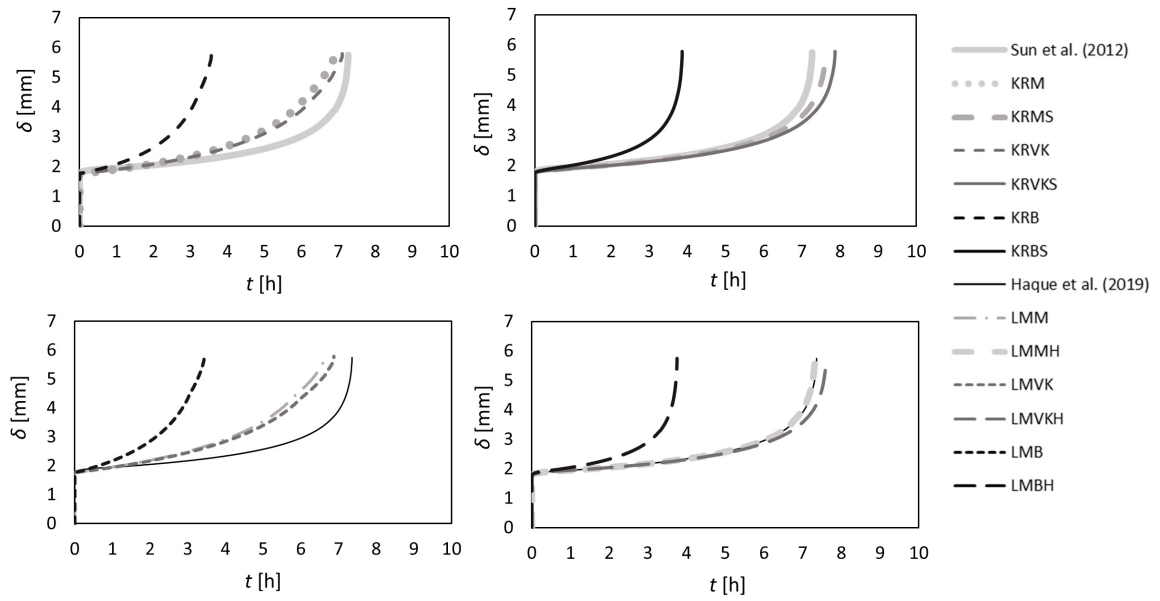 7
6
5
4
3
2
1
0
δ [mm]
0 1 2 3 4 5 6 7 8 9 10
t [h]
7
6
5
4
3
2
1
0
δ [mm]
0 1 2 3 4 5 6 7 8 9 10
t [h]
7
6
5
4
3
2
1
0
δ [mm]
0 1 2 3 4 5 6 7 8 9 10
t [h]
7
6
5
4
3
2
1
0
δ [mm]
0 1 2 3 4 5 6 7 8 9 10
t [h]
Sun et al. (2012)
KRM
KRMS
KRVK
KRVKS
KRB
KRBS
Haque et al. (2019)
LMM
LMMH
LMVK
LMVKH
LMB
LMBH